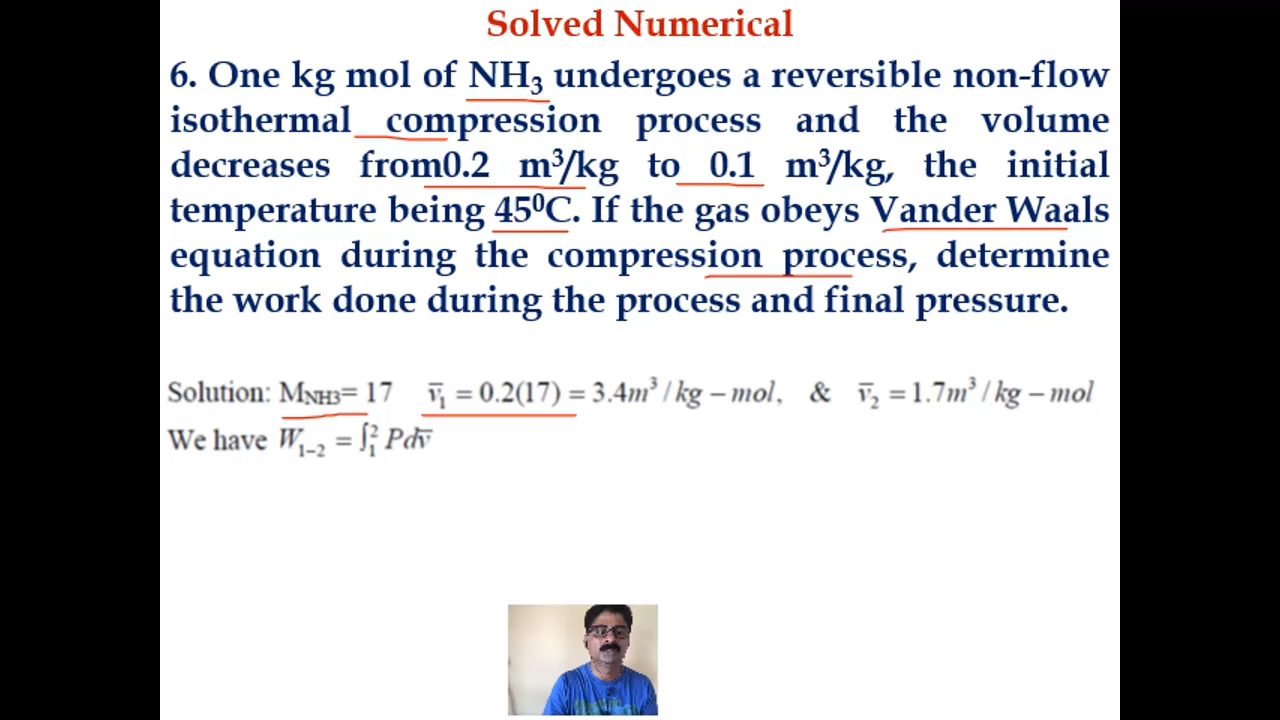 Solved Numerical
6. One kg mol of NH₃ undergoes a reversible non-flow
isothermal compression process and the volume
decreases from0.2 m³/kg to 0.1 m³/kg, the initial
temperature being 45⁰C. If the gas obeys Vander Waals
equation during the compression process, determine
the work done during the process and final pressure.
Solution: M_NH3= 17 v̅₁ = 0.2(17) = 3.4m³ / kg – mol, & v̅₂ = 1.7m³ / kg – mol
We have W₁₋₂ = ∫₁² Pdv̅